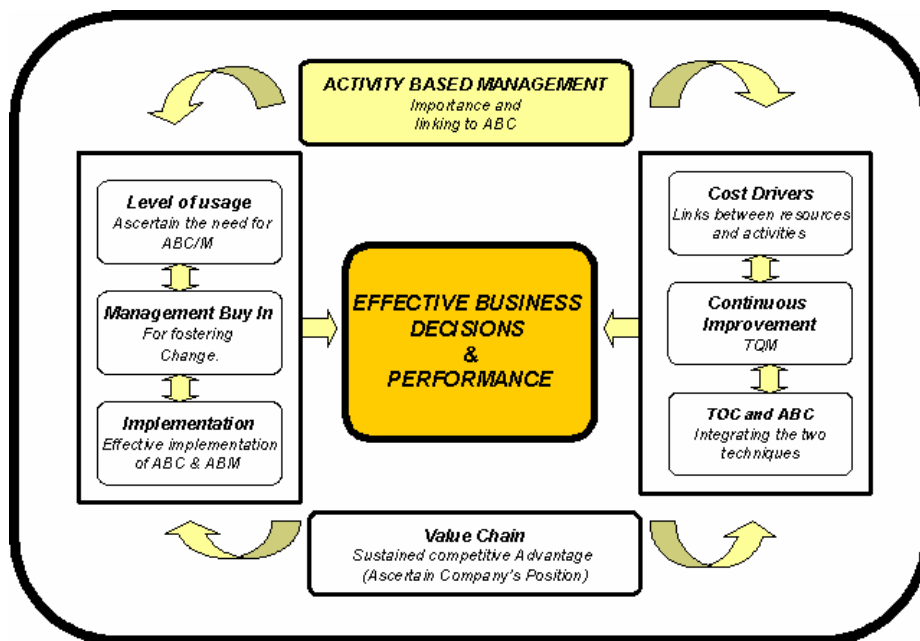 ACTIVITY BASED MANAGEMENT
Importance and
linking to ABC
Level of usage
Ascertain the need for
ABC/M
Management Buy In
For fostering
Change.
Implementation
Effective implementation
of ABC & ABM
EFFECTIVE BUSINESS
DECISIONS
&
PERFORMANCE
Cost Drivers
Links between resources
and activities
Continuous
Improvement
TQM
TOC and ABC
Integrating the two
techniques
Value Chain
Sustained competitive Advantage
(Ascertain Company's Position)